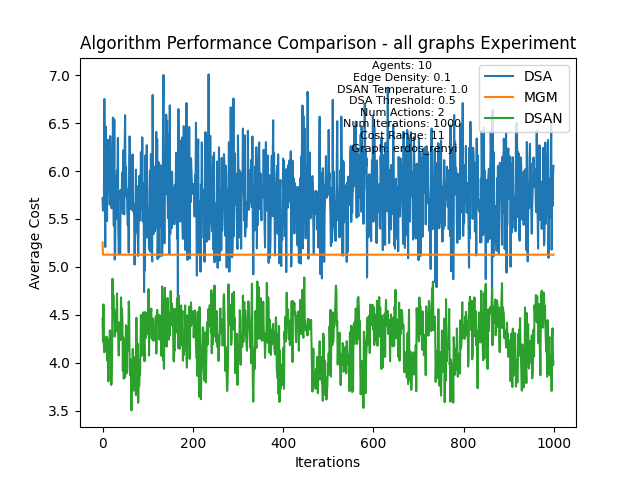 Algorithm Performance Comparison - all graphs Experiment
Agents: 10
Edge Density: 0.1
DSAN Temperature: 1.0
DSA Threshold: 0.5
Num Actions: 2
Num Iterations: 1000
Cost Range: 11
Graph: erdos_renyi
DSA
MGM
DSAN
Average Cost
7.0
6.5
6.0
5.5
5.0
4.5
4.0
3.5
0
200
400
600
800
1000
Iterations